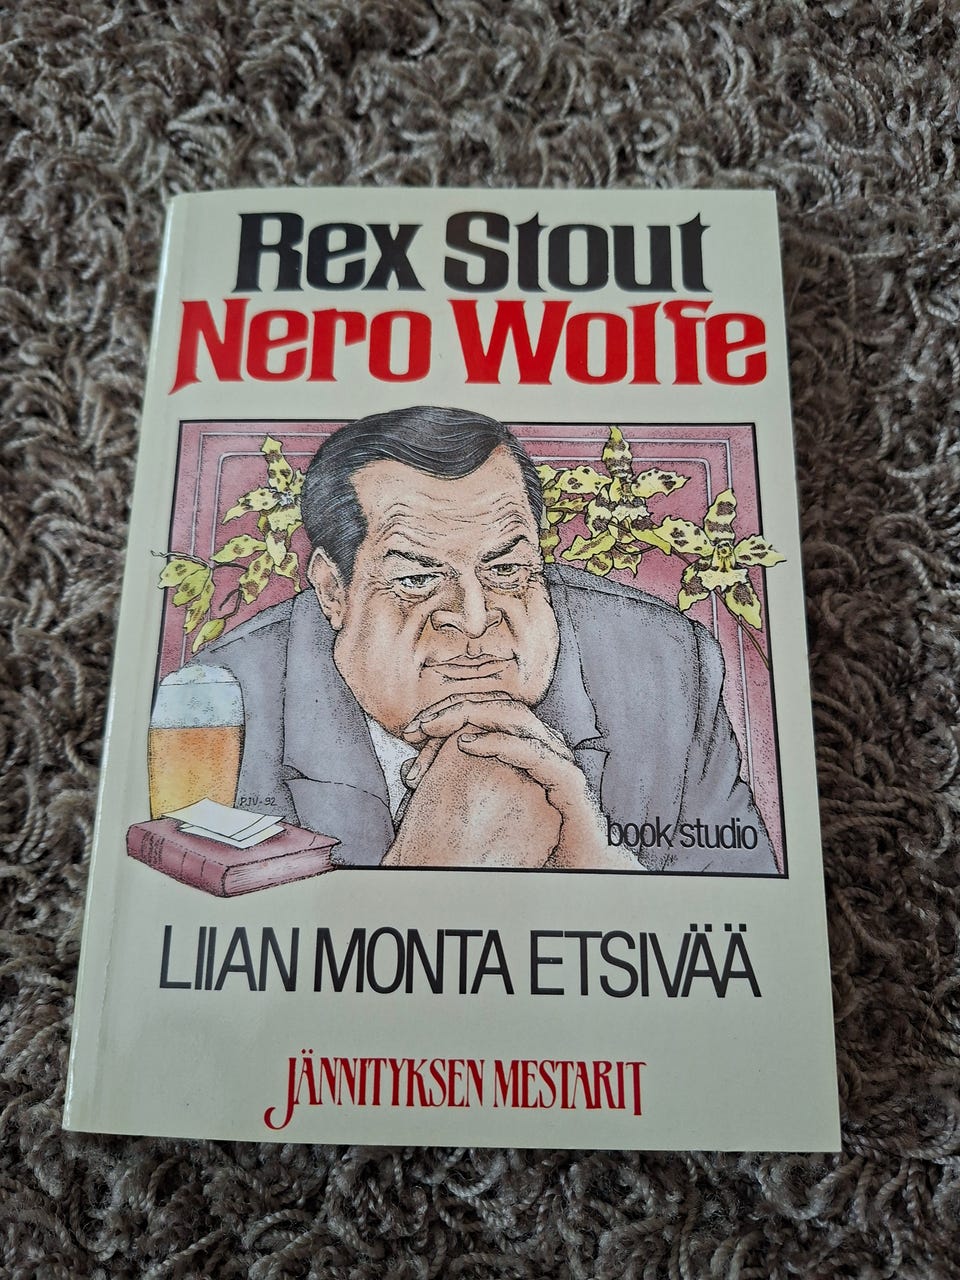 Rex Stout
Nero Wolfe
PJV-92
book studio
LIIAN MONTA ETSIVÄÄ
JÄNNITYKSEN MESTARIT